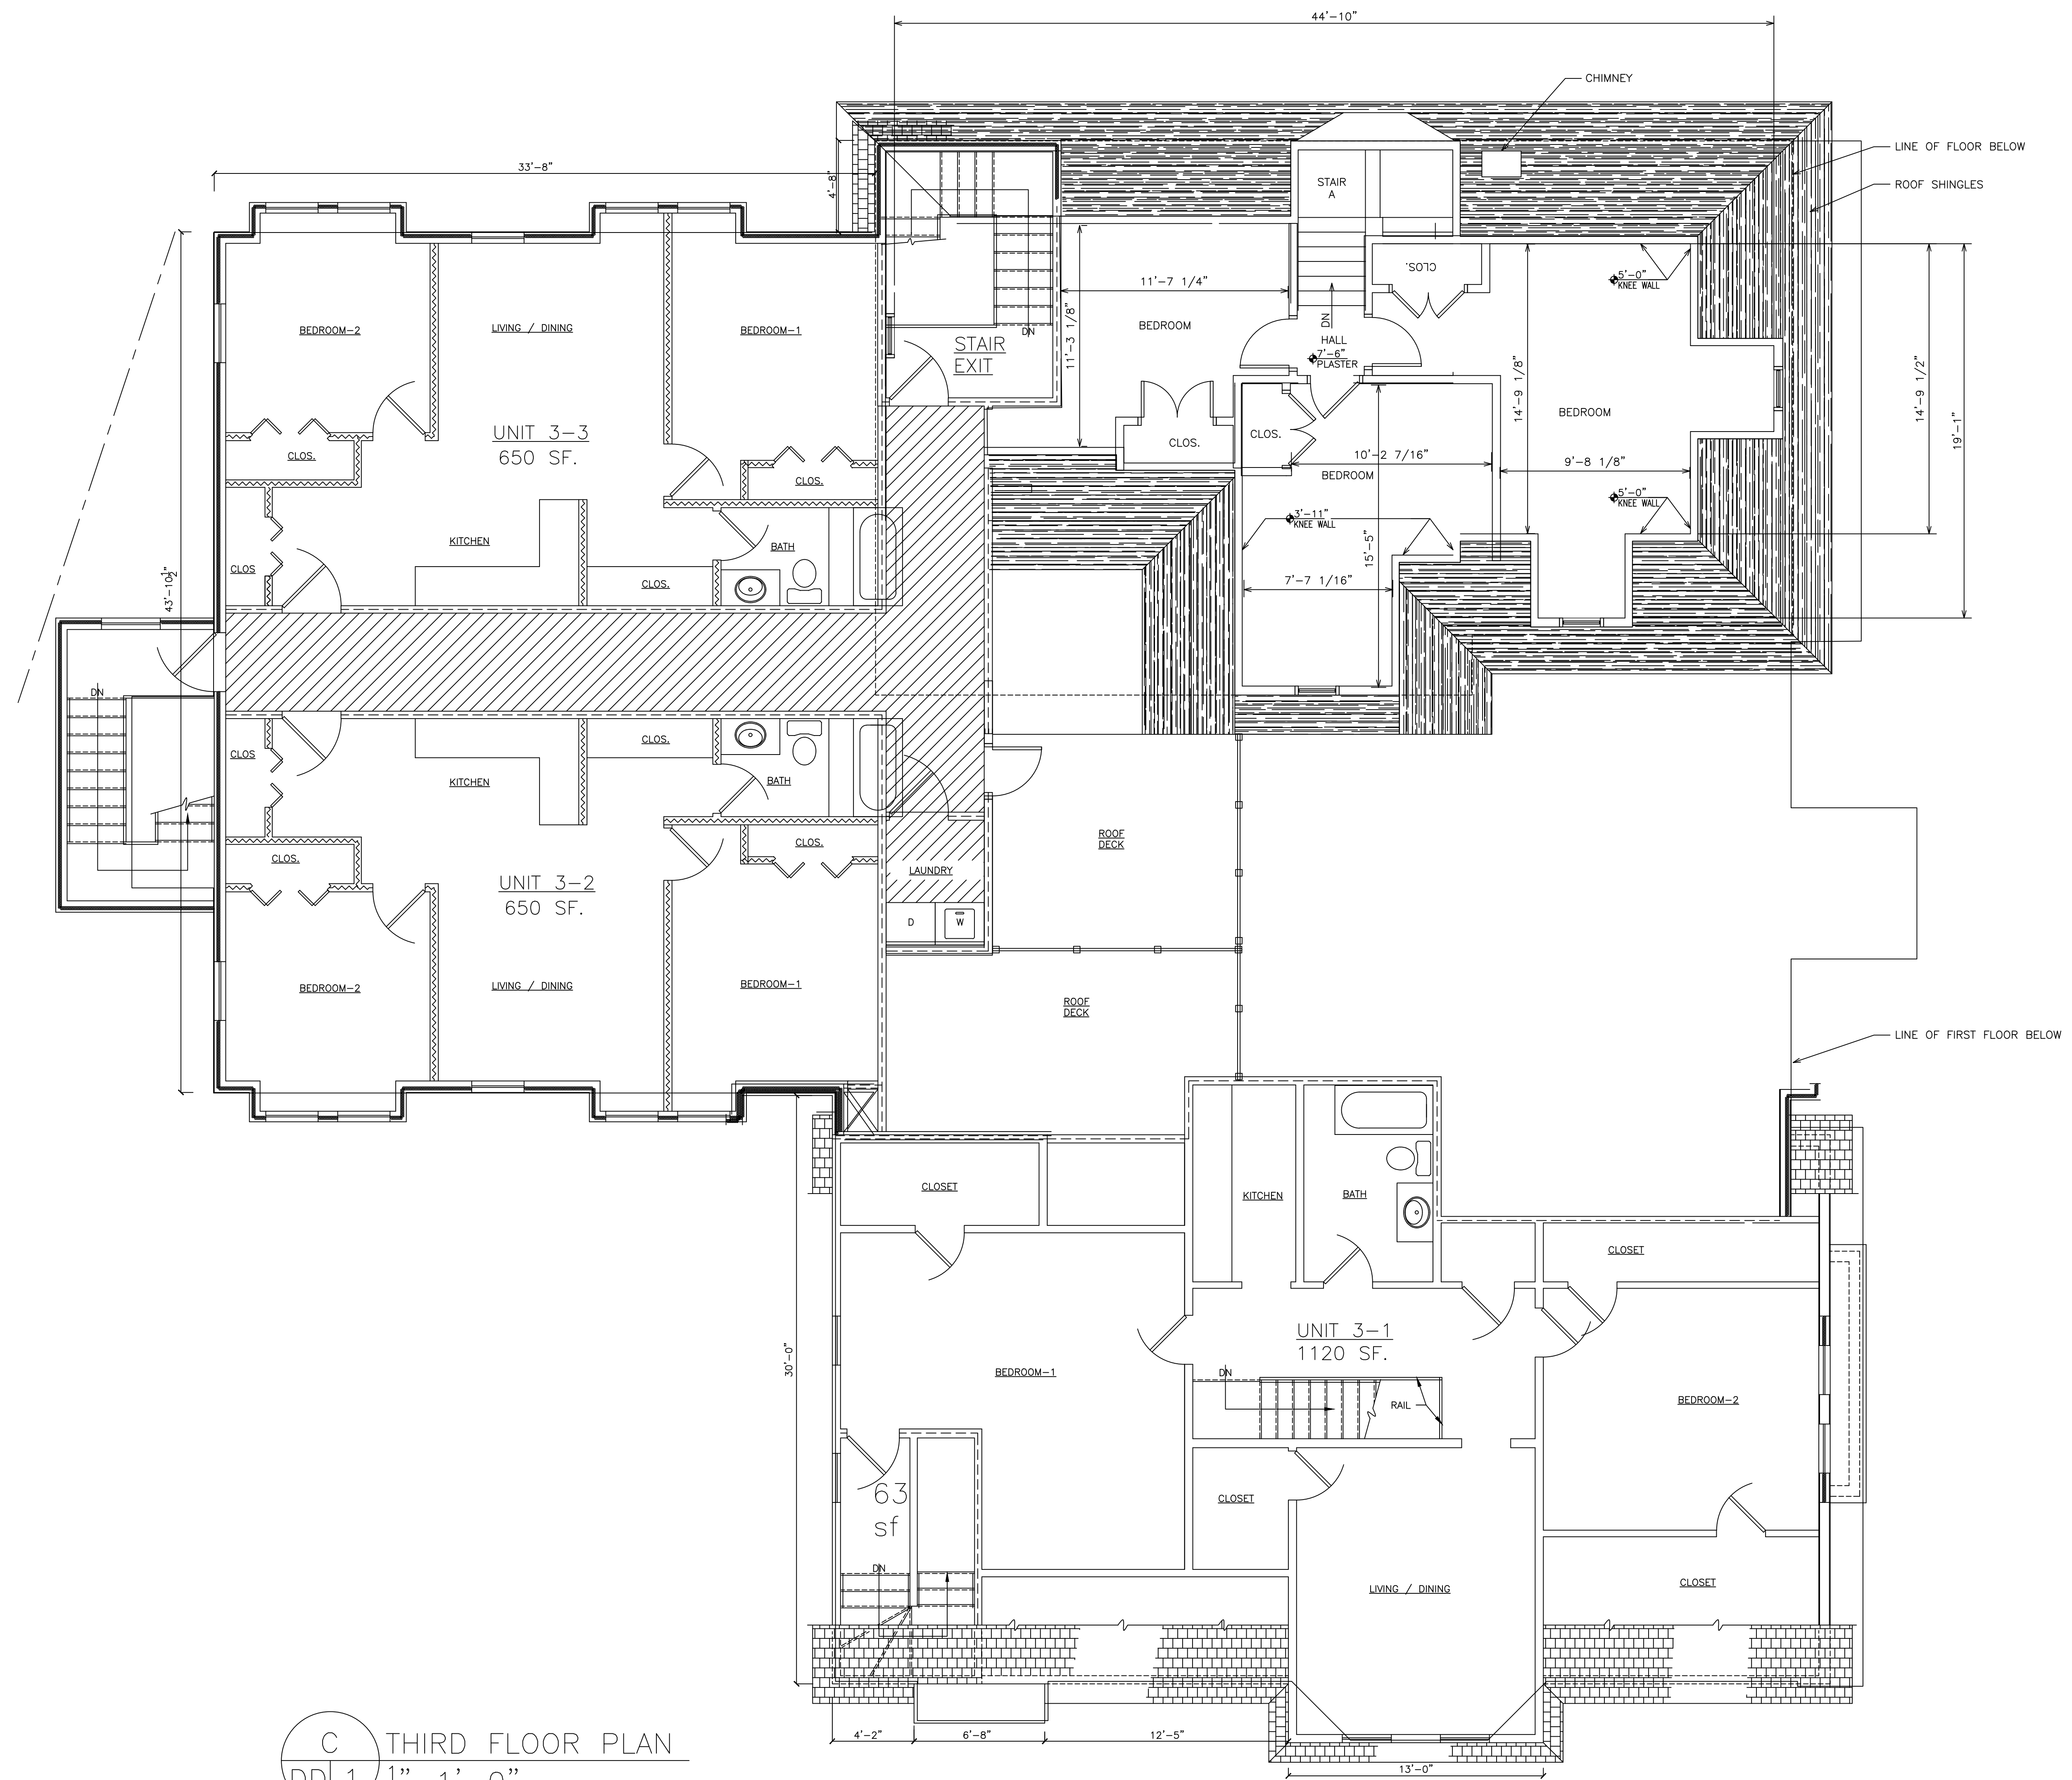 44'-10"
CHIMNEY
LINE OF FLOOR BELOW
ROOF SHINGLES
33'-8"
4'-8"
STAIR
A
CLOS.
5'-0"
KNEE WALL
11'-7 1/4"
BEDROOM
11'-3 1/8"
DN
HALL
7'-6"
PLASTER
DN
STAIR
EXIT
BEDROOM-2
LIVING / DINING
BEDROOM-1
14'-9 1/8"
14'-9 1/2"
19'-1"
BEDROOM
UNIT 3-3
650 SF.
CLOS.
CLOS.
CLOS.
CLOS.
10'-2 7/16"
BEDROOM
9'-8 1/8"
5'-0"
KNEE WALL
3'-11"
KNEE WALL
15'-5"
KITCHEN
BATH
CLOS
CLOS.
7'-7 1/16"
43'-10 1/2"
DN
CLOS
CLOS.
KITCHEN
BATH
CLOS.
CLOS.
LAUNDRY
D
W
ROOF
DECK
UNIT 3-2
650 SF.
BEDROOM-2
LIVING / DINING
BEDROOM-1
ROOF
DECK
LINE OF FIRST FLOOR BELOW
CLOSET
KITCHEN
BATH
CLOSET
30'-0"
UNIT 3-1
1120 SF.
BEDROOM-1
DN
RAIL
BEDROOM-2
63
sf
CLOSET
DN
LIVING / DINING
CLOSET
4'-2"
6'-8"
12'-5"
13'-0"
C
THIRD FLOOR PLAN